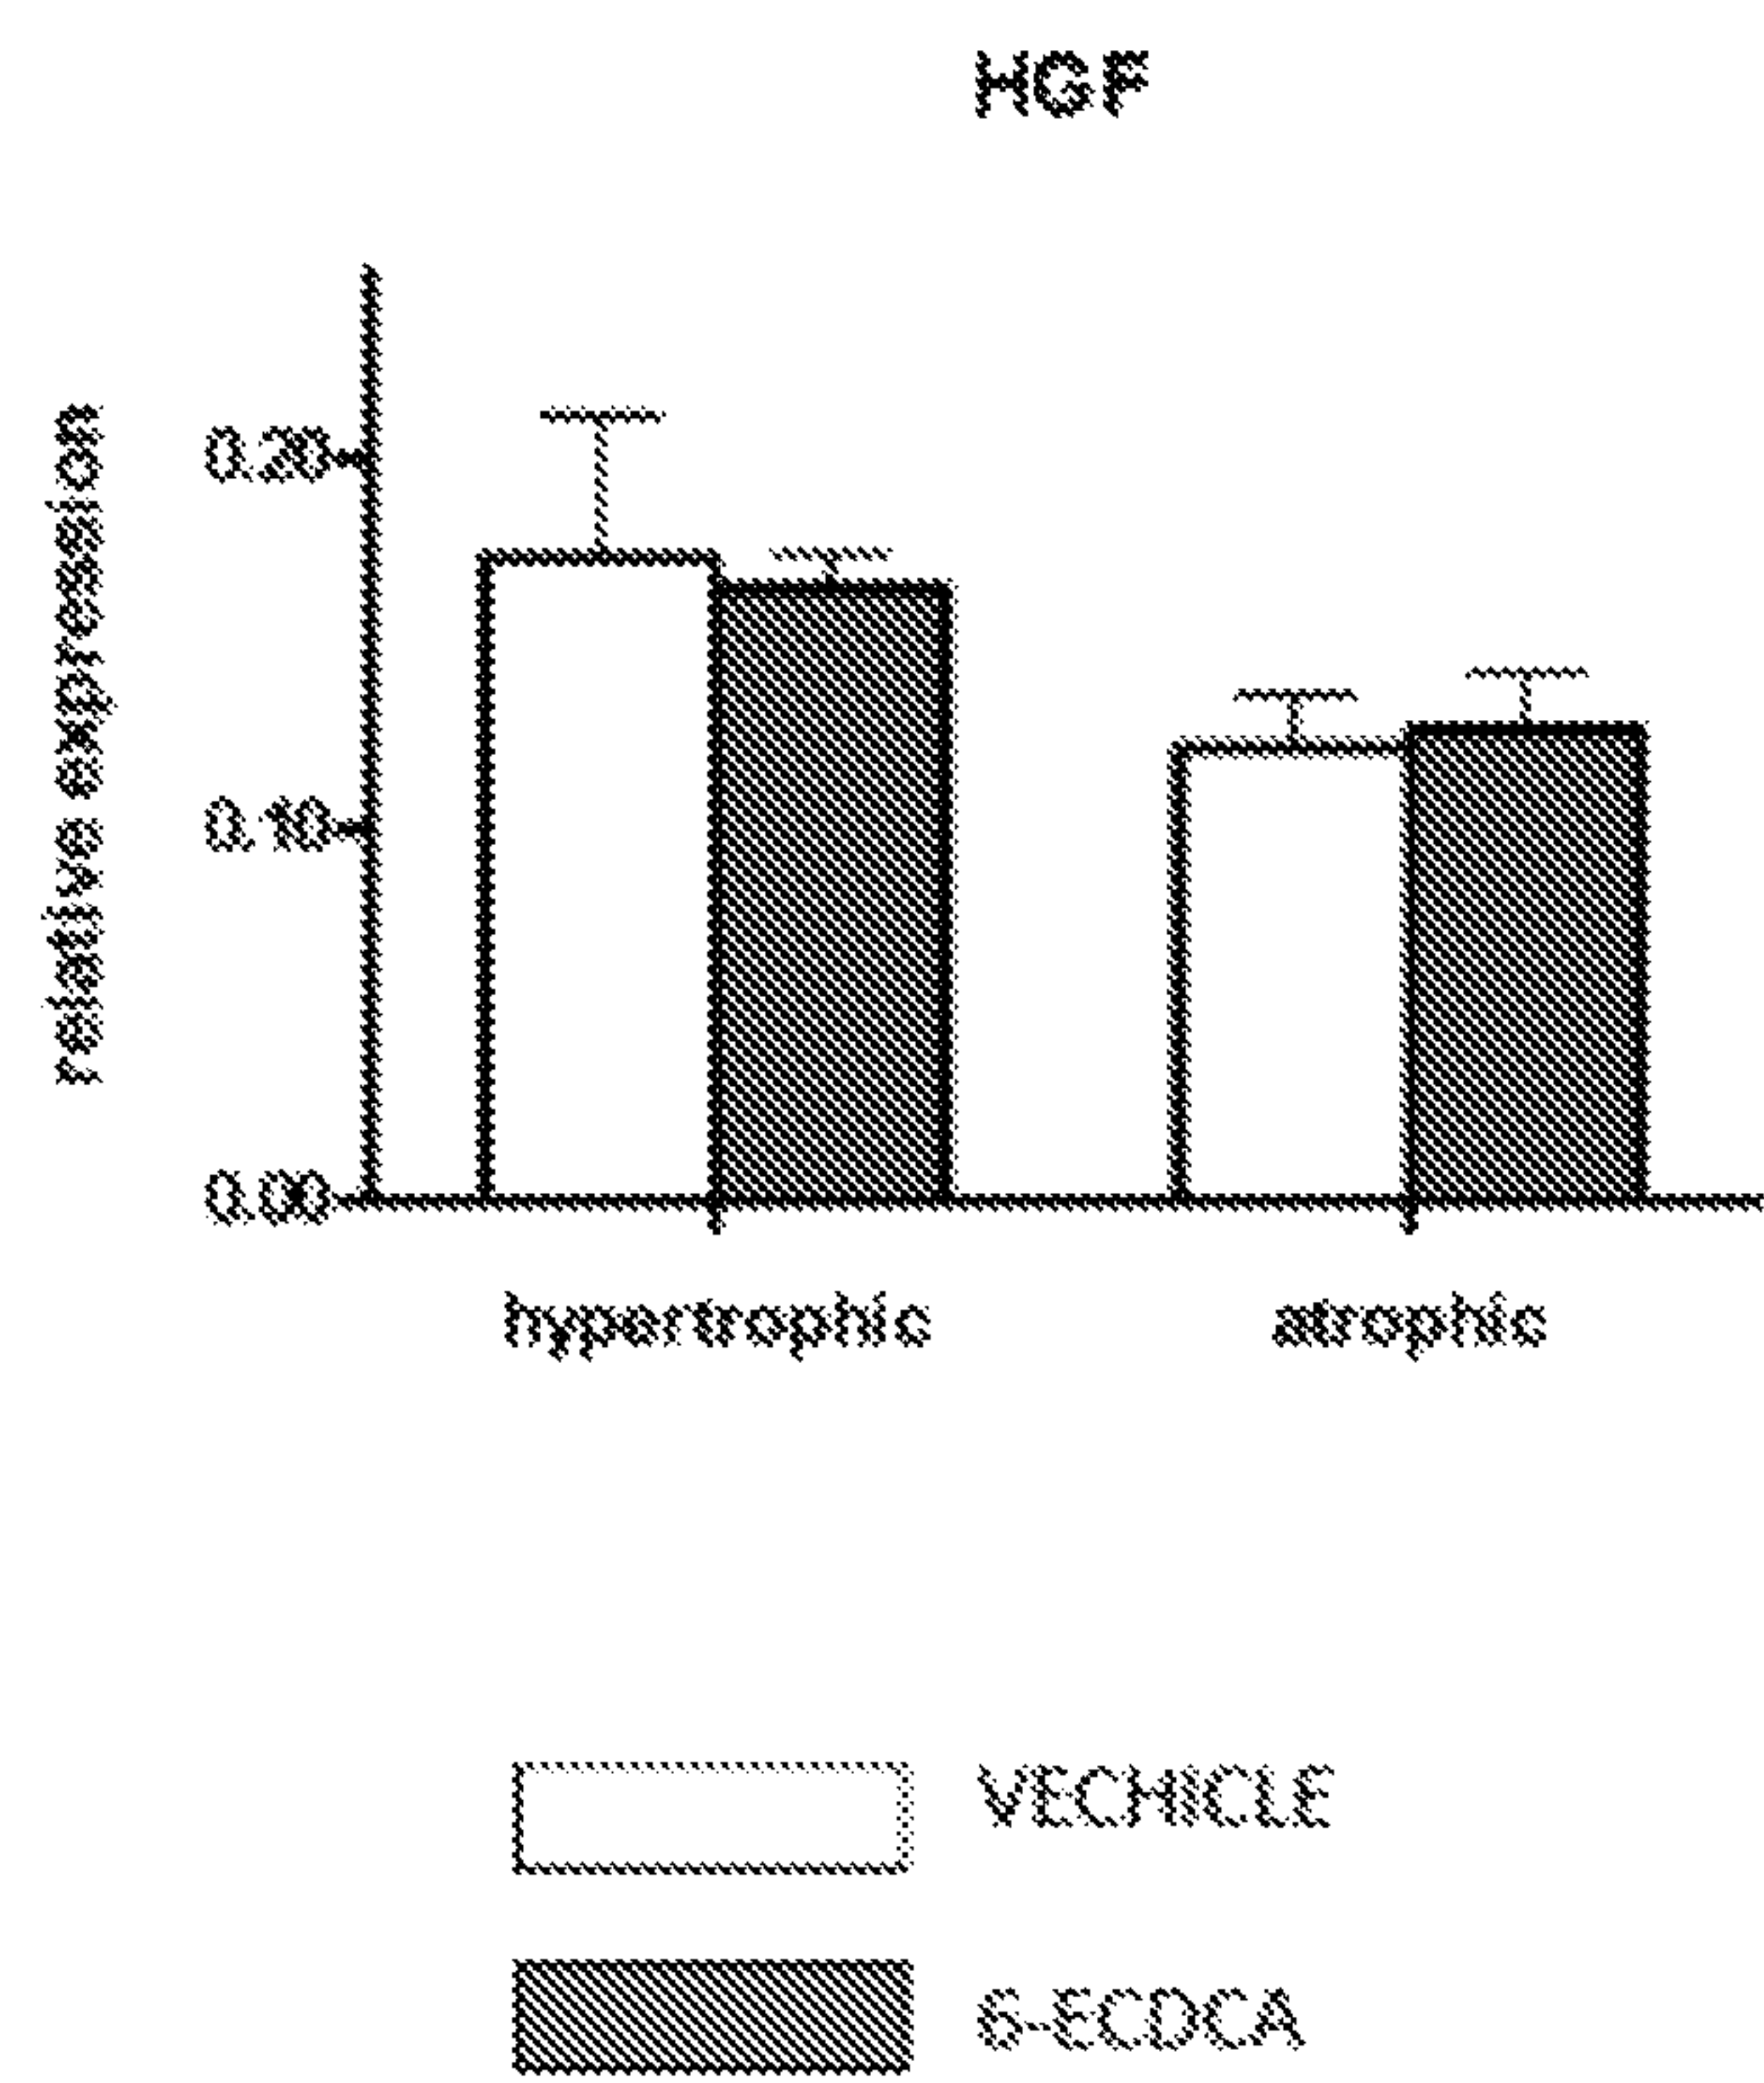 HGF
relative expression
0.20
0.10
0.00
hypertrophic atrophic
VECHICLE
6-ECDCA